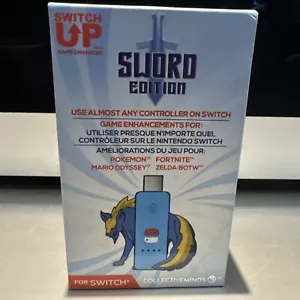 SWITCH
UP
GAME ENHANCER
SWORD
EDITION
USE ALMOST ANY CONTROLLER ON SWITCH
GAME ENHANCEMENTS FOR:
UTILISER PRESQUE N'IMPORTE QUEL
CONTRÔLEUR SUR LE NINTENDO SWITCH
AMÉLIORATIONS DU JEU POUR:
POKEMON™ FORTNITE™
MARIO ODYSSEY™ ZELDA:BOTW™
FOR SWITCH®
COLLECTIVEMINDS